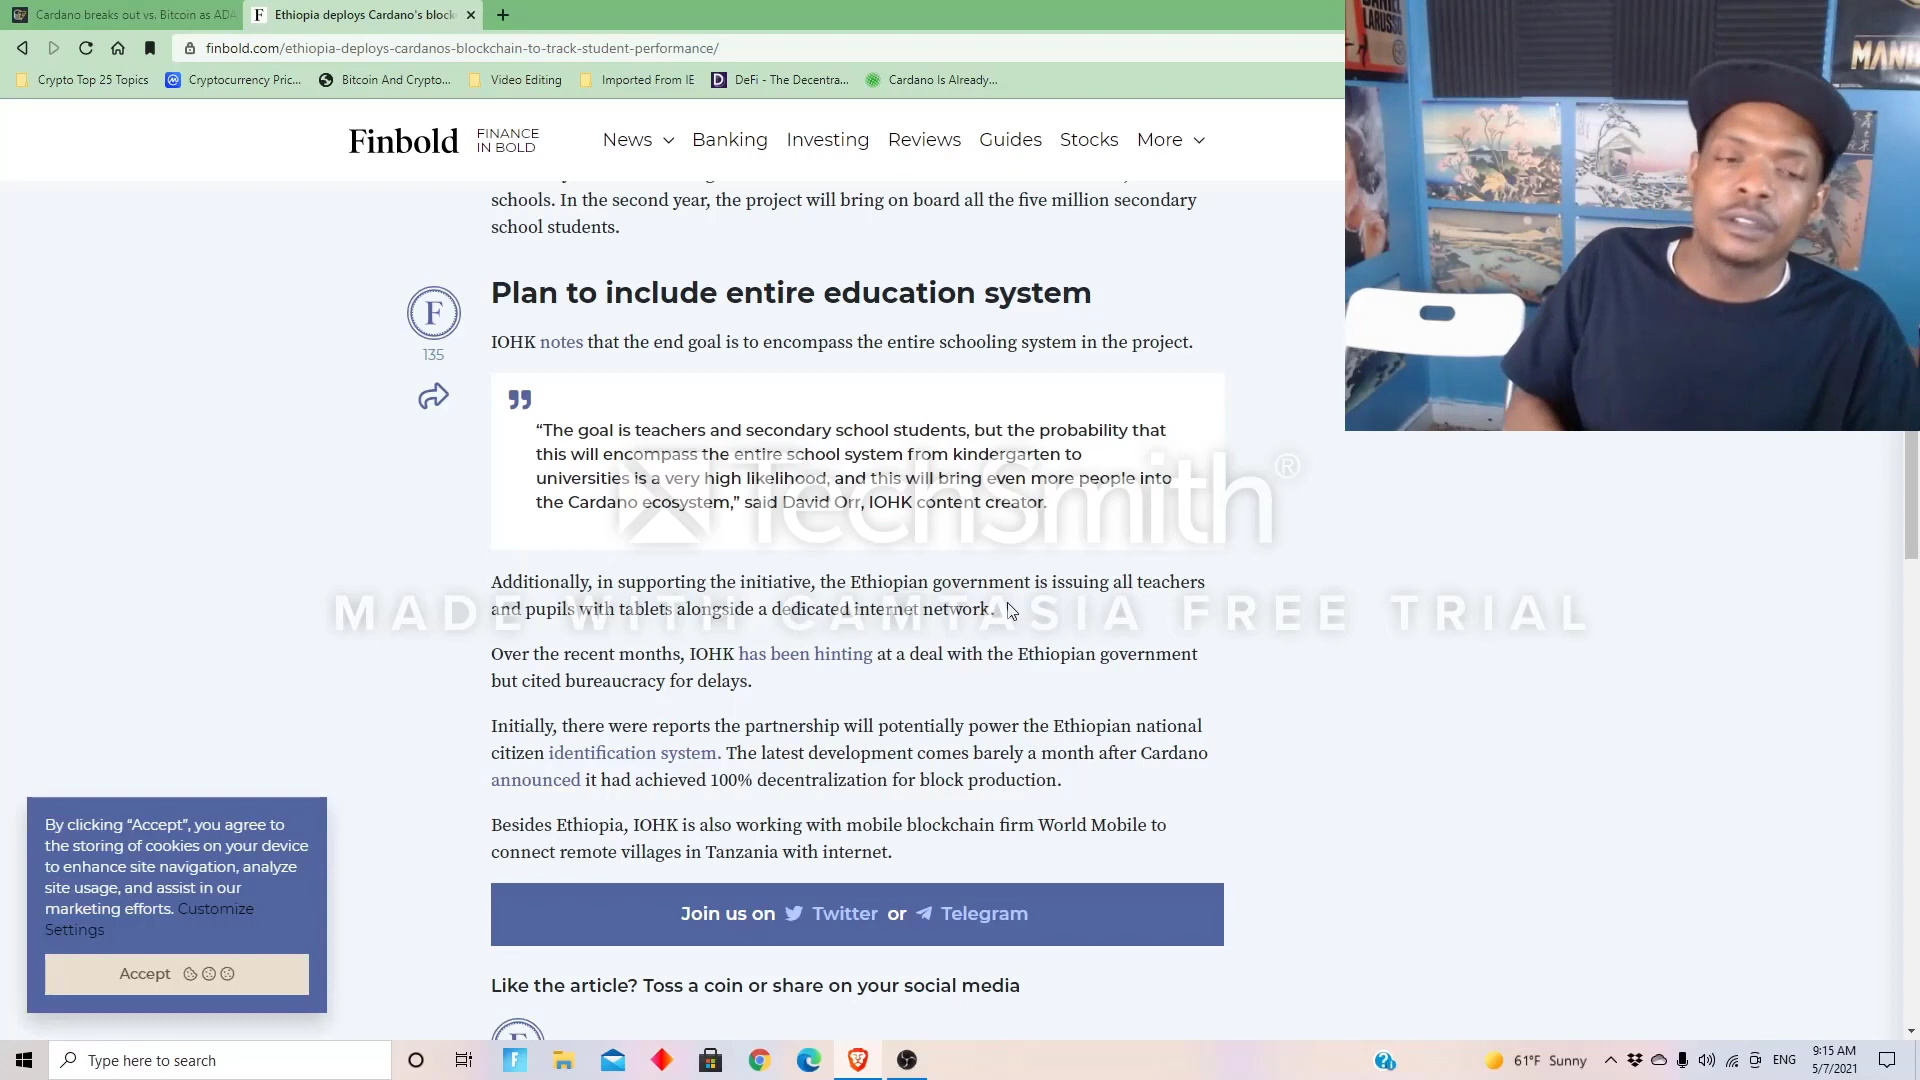 Cardano breaks out vs. Bitcoin as ADA
Ethiopia deploys Cardano's block
finbold.com/ethiopia-deploys-cardanos-blockchain-to-track-student-performance/
Crypto Top 25 Topics
Cryptocurrency Pric...
Bitcoin And Crypto...
Video Editing
Imported From IE
DeFi - The Decentra...
Cardano Is Already...
DANIEL
LARUSSO
Finbold
FINANCE
IN BOLD
News
Banking
Investing
Reviews
Guides
Stocks
More
schools. In the second year, the project will bring on board all the five million secondary
school students.
Plan to include entire education system
F
135
IOHK notes that the end goal is to encompass the entire schooling system in the project.
“The goal is teachers and secondary school students, but the probability that
this will encompass the entire school system from kindergarten to
universities is a very high likelihood, and this will bring even more people into
the Cardano ecosystem,” said David Orr, IOHK content creator.
TechSmith®
MADE WITH CAMTASIA FREE TRIAL
Additionally, in supporting the initiative, the Ethiopian government is issuing all teachers
and pupils with tablets alongside a dedicated internet network.
Over the recent months, IOHK has been hinting at a deal with the Ethiopian government
but cited bureaucracy for delays.
Initially, there were reports the partnership will potentially power the Ethiopian national
citizen identification system. The latest development comes barely a month after Cardano
announced it had achieved 100% decentralization for block production.
Besides Ethiopia, IOHK is also working with mobile blockchain firm World Mobile to
connect remote villages in Tanzania with internet.
Join us on Twitter or Telegram
Like the article? Toss a coin or share on your social media
By clicking “Accept”, you agree to
the storing of cookies on your device
to enhance site navigation, analyze
site usage, and assist in our
marketing efforts. Customize
Settings
Accept
Type here to search
61°F Sunny
ENG
9:15 AM
5/7/2021